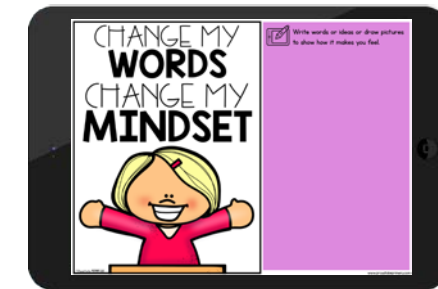 CHANGE MY
WORDS
CHANGE MY
MINDSET
Write words or ideas or draw pictures
to show how it makes you feel.